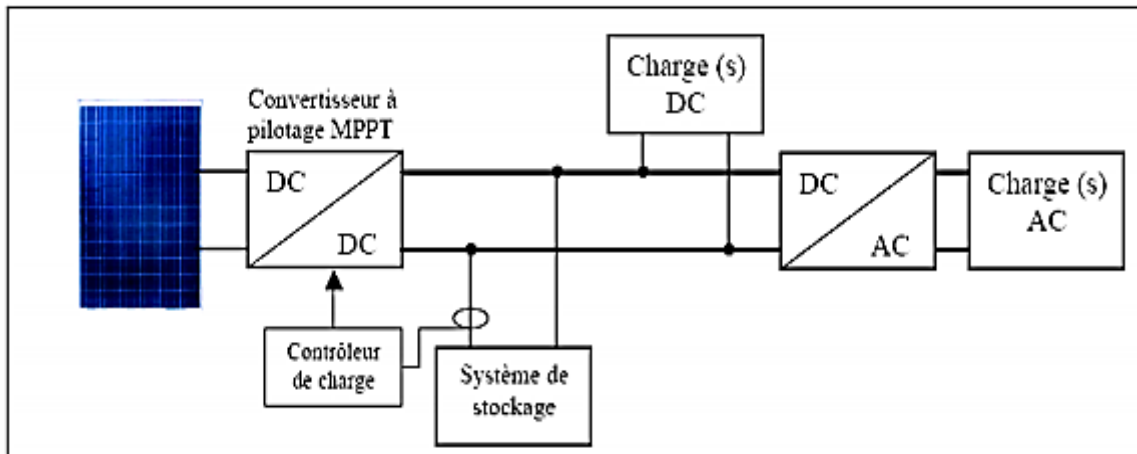 Convertisseur à
pilotage MPPT
DC
DC
Charge (s)
DC
DC
AC
Charge (s)
AC
Contrôleur
de charge
Système de
stockage